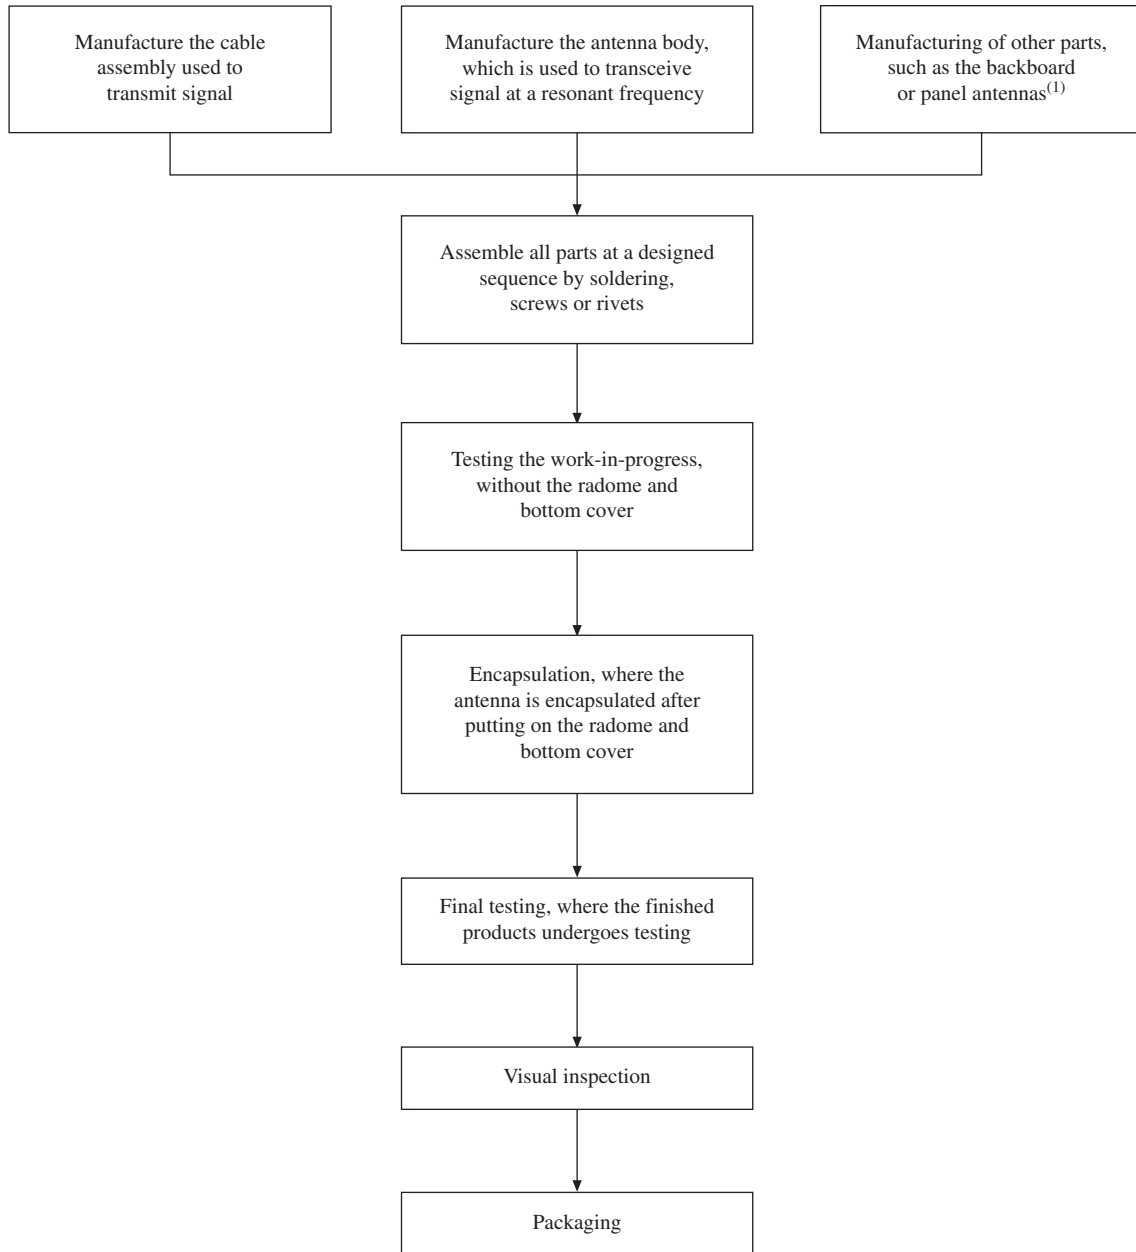 Manufacture the cable
assembly used to
transmit signal
Manufacture the antenna body,
which is used to transceive
signal at a resonant frequency
Manufacturing of other parts,
such as the backboard
or panel antennas(1)
Assemble all parts at a designed
sequence by soldering,
screws or rivets
Testing the work-in-progress,
without the radome and
bottom cover
Encapsulation, where the
antenna is encapsulated after
putting on the radome and
bottom cover
Final testing, where the finished
products undergoes testing
Visual inspection
Packaging